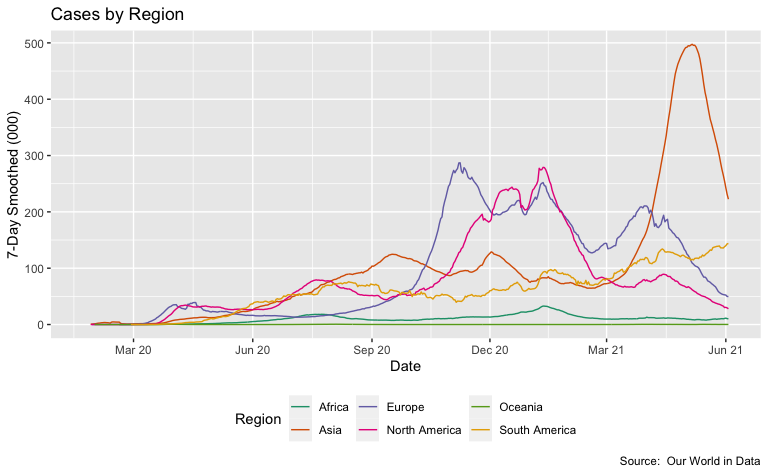 Cases by Region
7-Day Smoothed (000)
500
400
300
200
100
0
Mar 20 Jun 20 Sep 20 Dec 20 Mar 21 Jun 21
Date
Region
Africa Europe Oceania
Asia North America South America
Source: Our World in Data